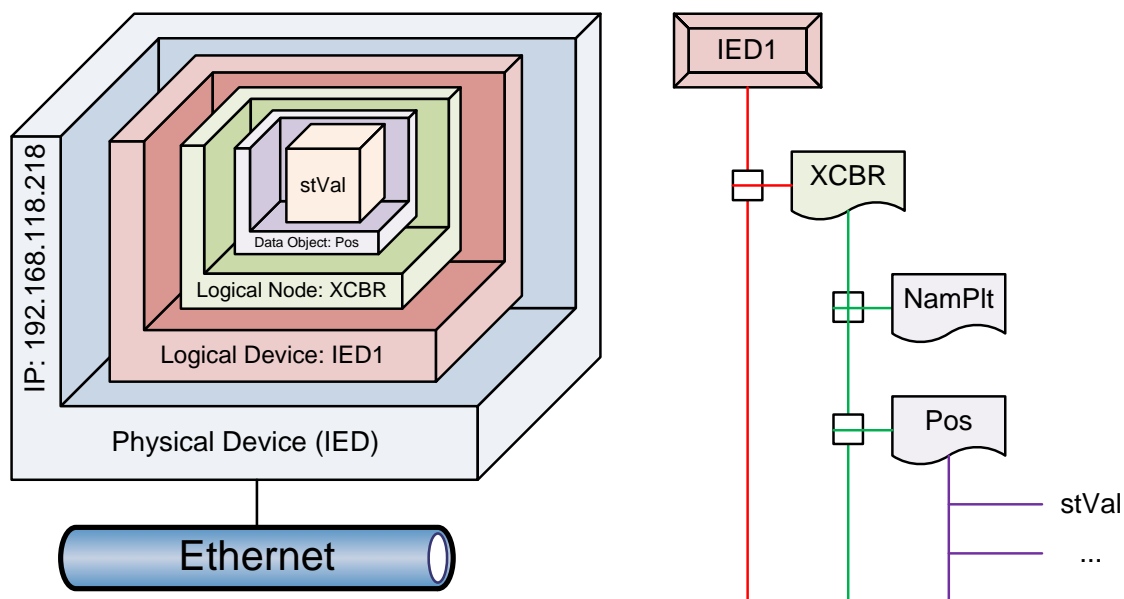 IP: 192.168.118.218
stVal
Data Object: Pos
Logical Node: XCBR
Logical Device: IED1
Physical Device (IED)
Ethernet
IED1
XCBR
NamPlt
Pos
stVal
...